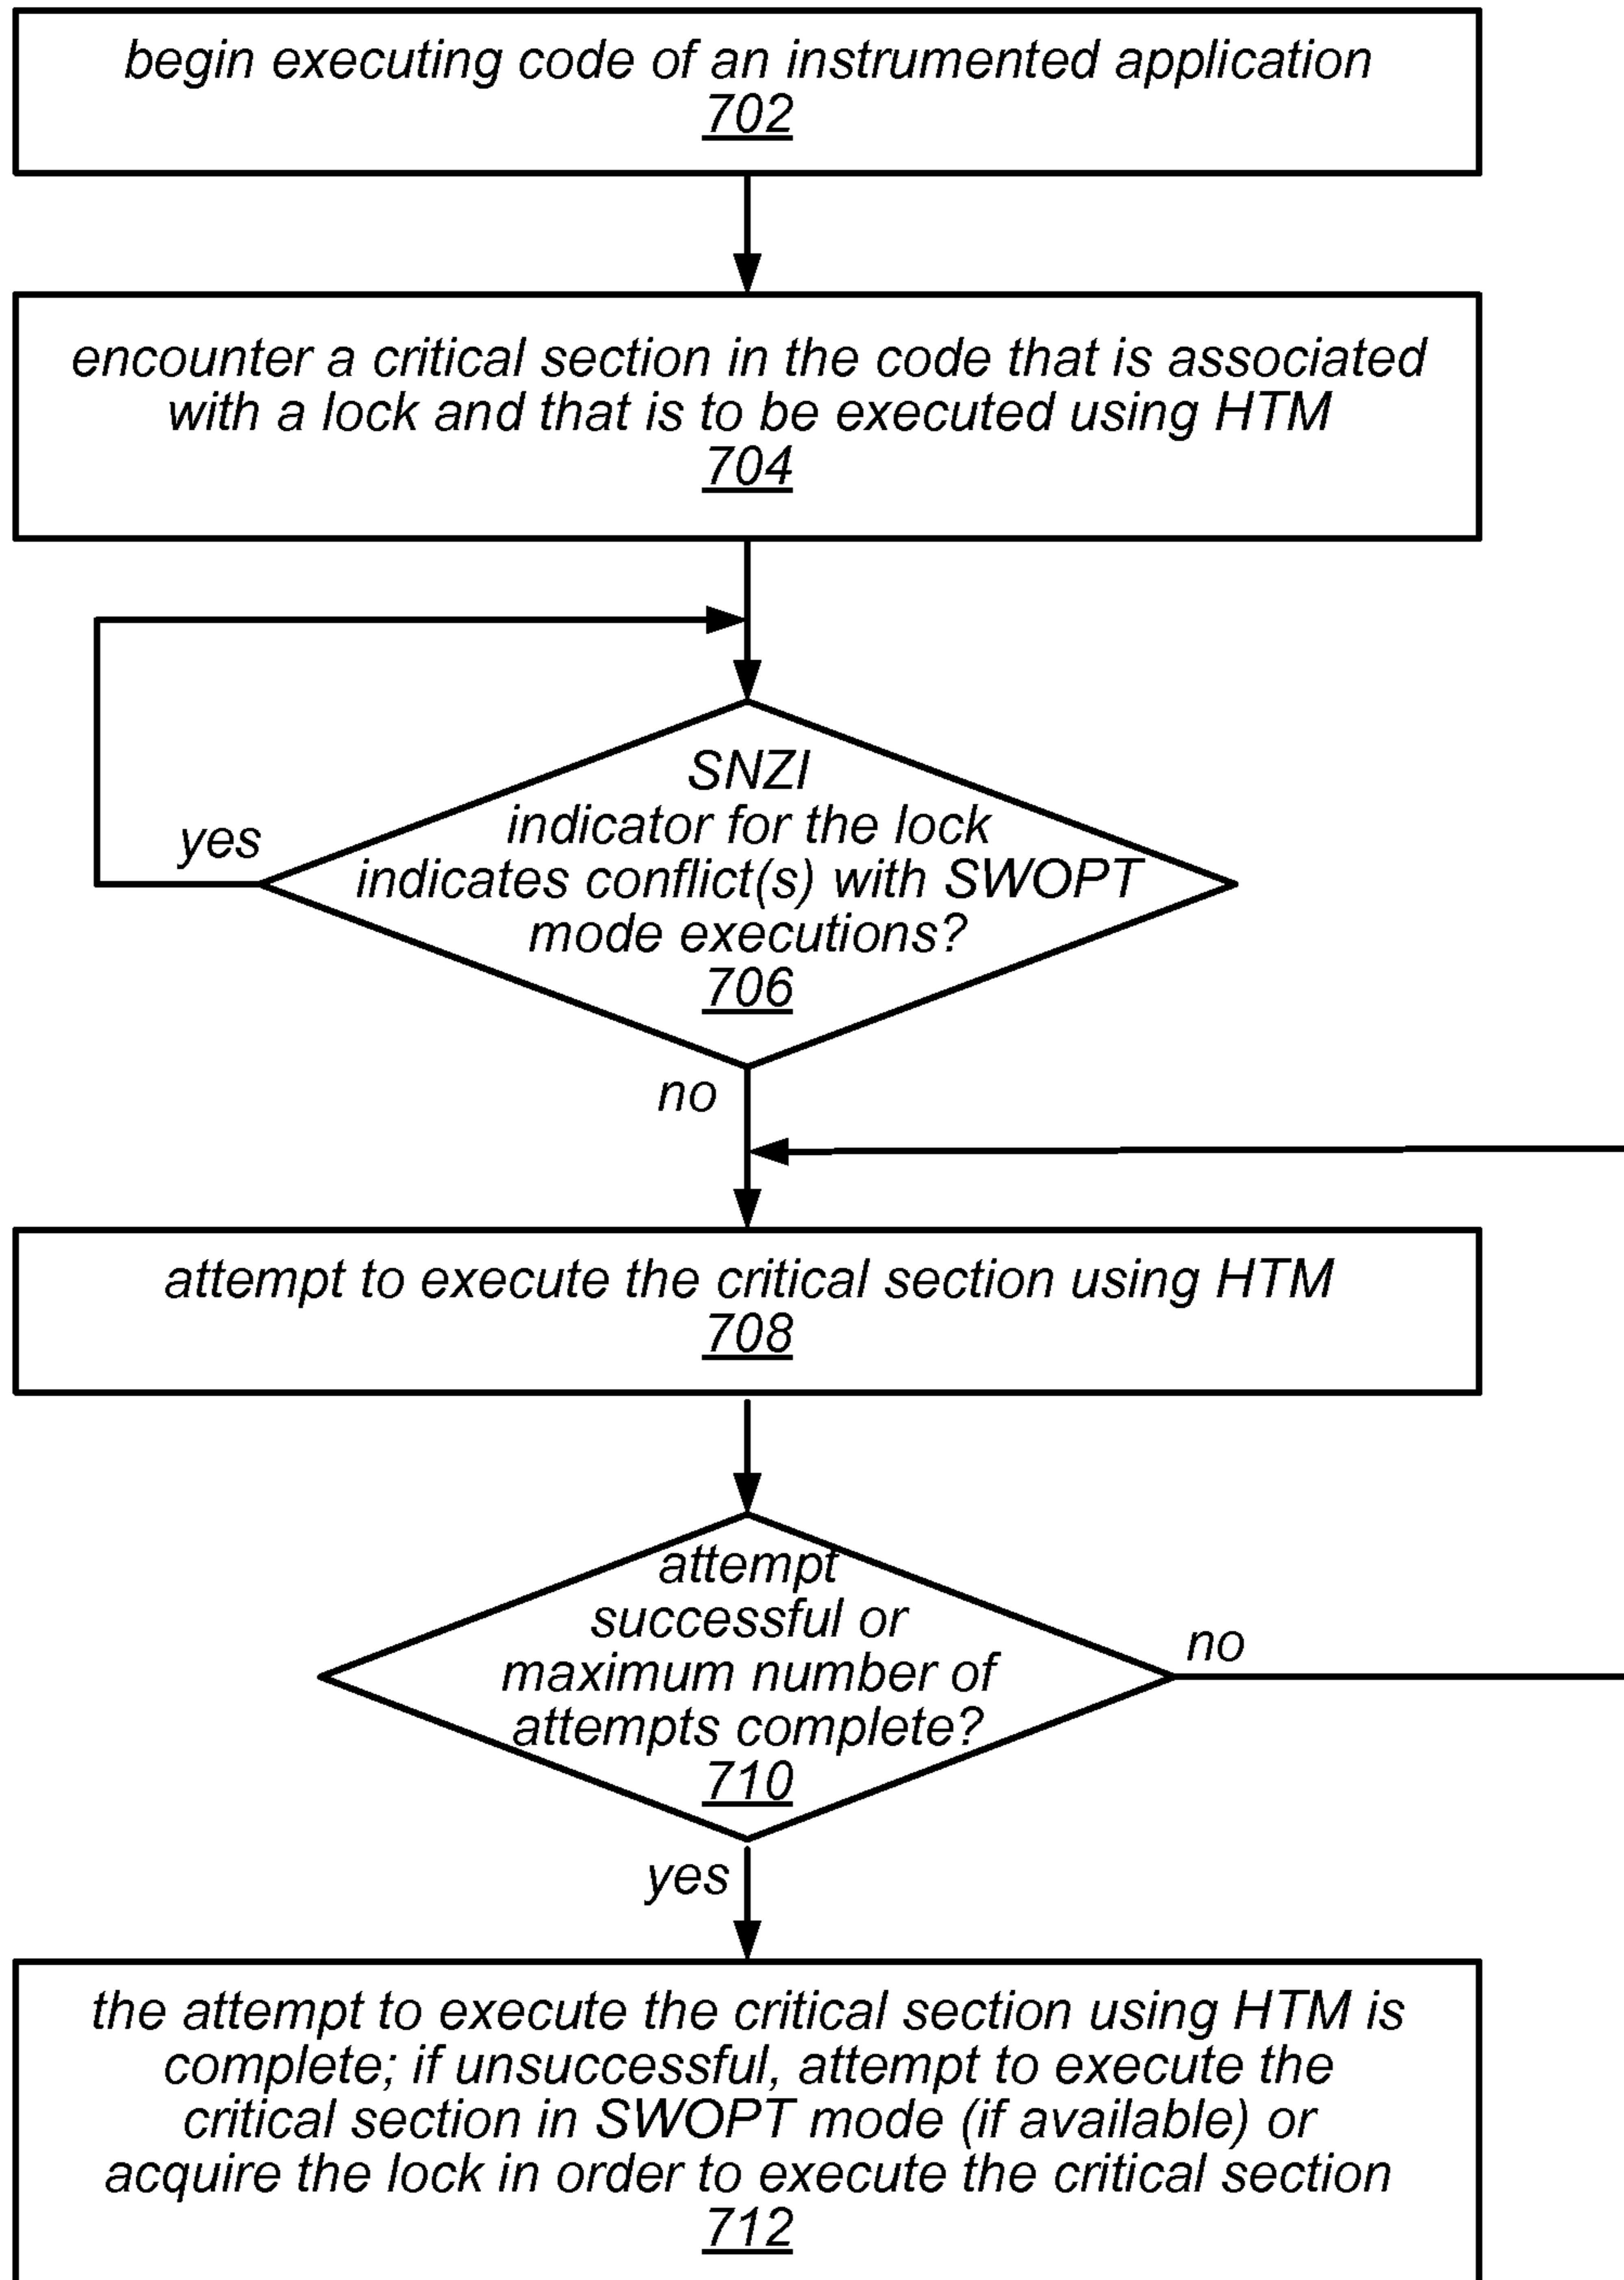 begin executing code of an instrumented application
702
encounter a critical section in the code that is associated
with a lock and that is to be executed using HTM
704
SNZI
indicator for the lock
indicates conflict(s) with SWOPT
mode executions?
706
yes
no
attempt to execute the critical section using HTM
708
attempt
successful or
maximum number of
attempts complete?
710
no
yes
the attempt to execute the critical section using HTM is
complete; if unsuccessful, attempt to execute the
critical section in SWOPT mode (if available) or
acquire the lock in order to execute the critical section
712